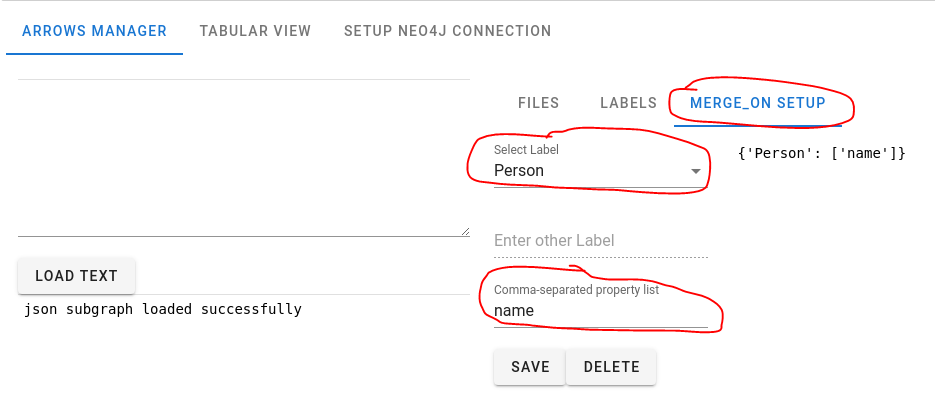 ARROWS MANAGER TABULAR VIEW SETUP NEO4J CONNECTION
FILES LABELS MERGE_ON SETUP
Select Label
Person
{'Person': ['name']}
Enter other Label
LOAD TEXT
json subgraph loaded successfully
Comma-separated property list
name
SAVE DELETE